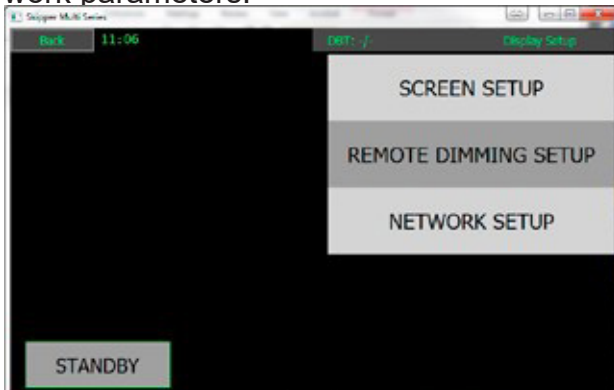 work parameters.
Skipper Multi Series
Back 11:06 DBT: -/- Display Setup
SCREEN SETUP
REMOTE DIMMING SETUP
NETWORK SETUP
STANDBY